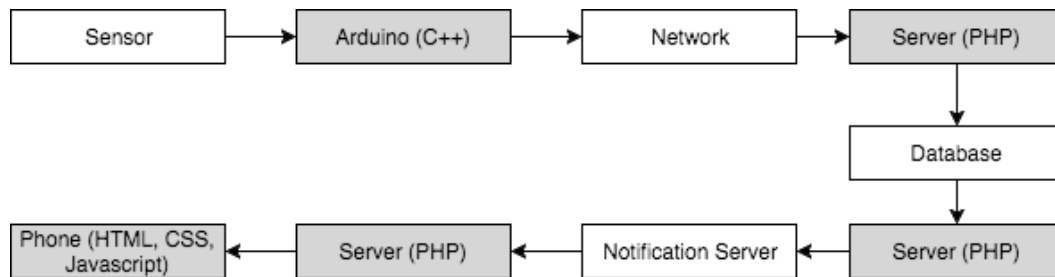 Sensor
Arduino (C++)
Network
Server (PHP)
Database
Phone (HTML, CSS,
Javascript)
Server (PHP)
Notification Server
Server (PHP)